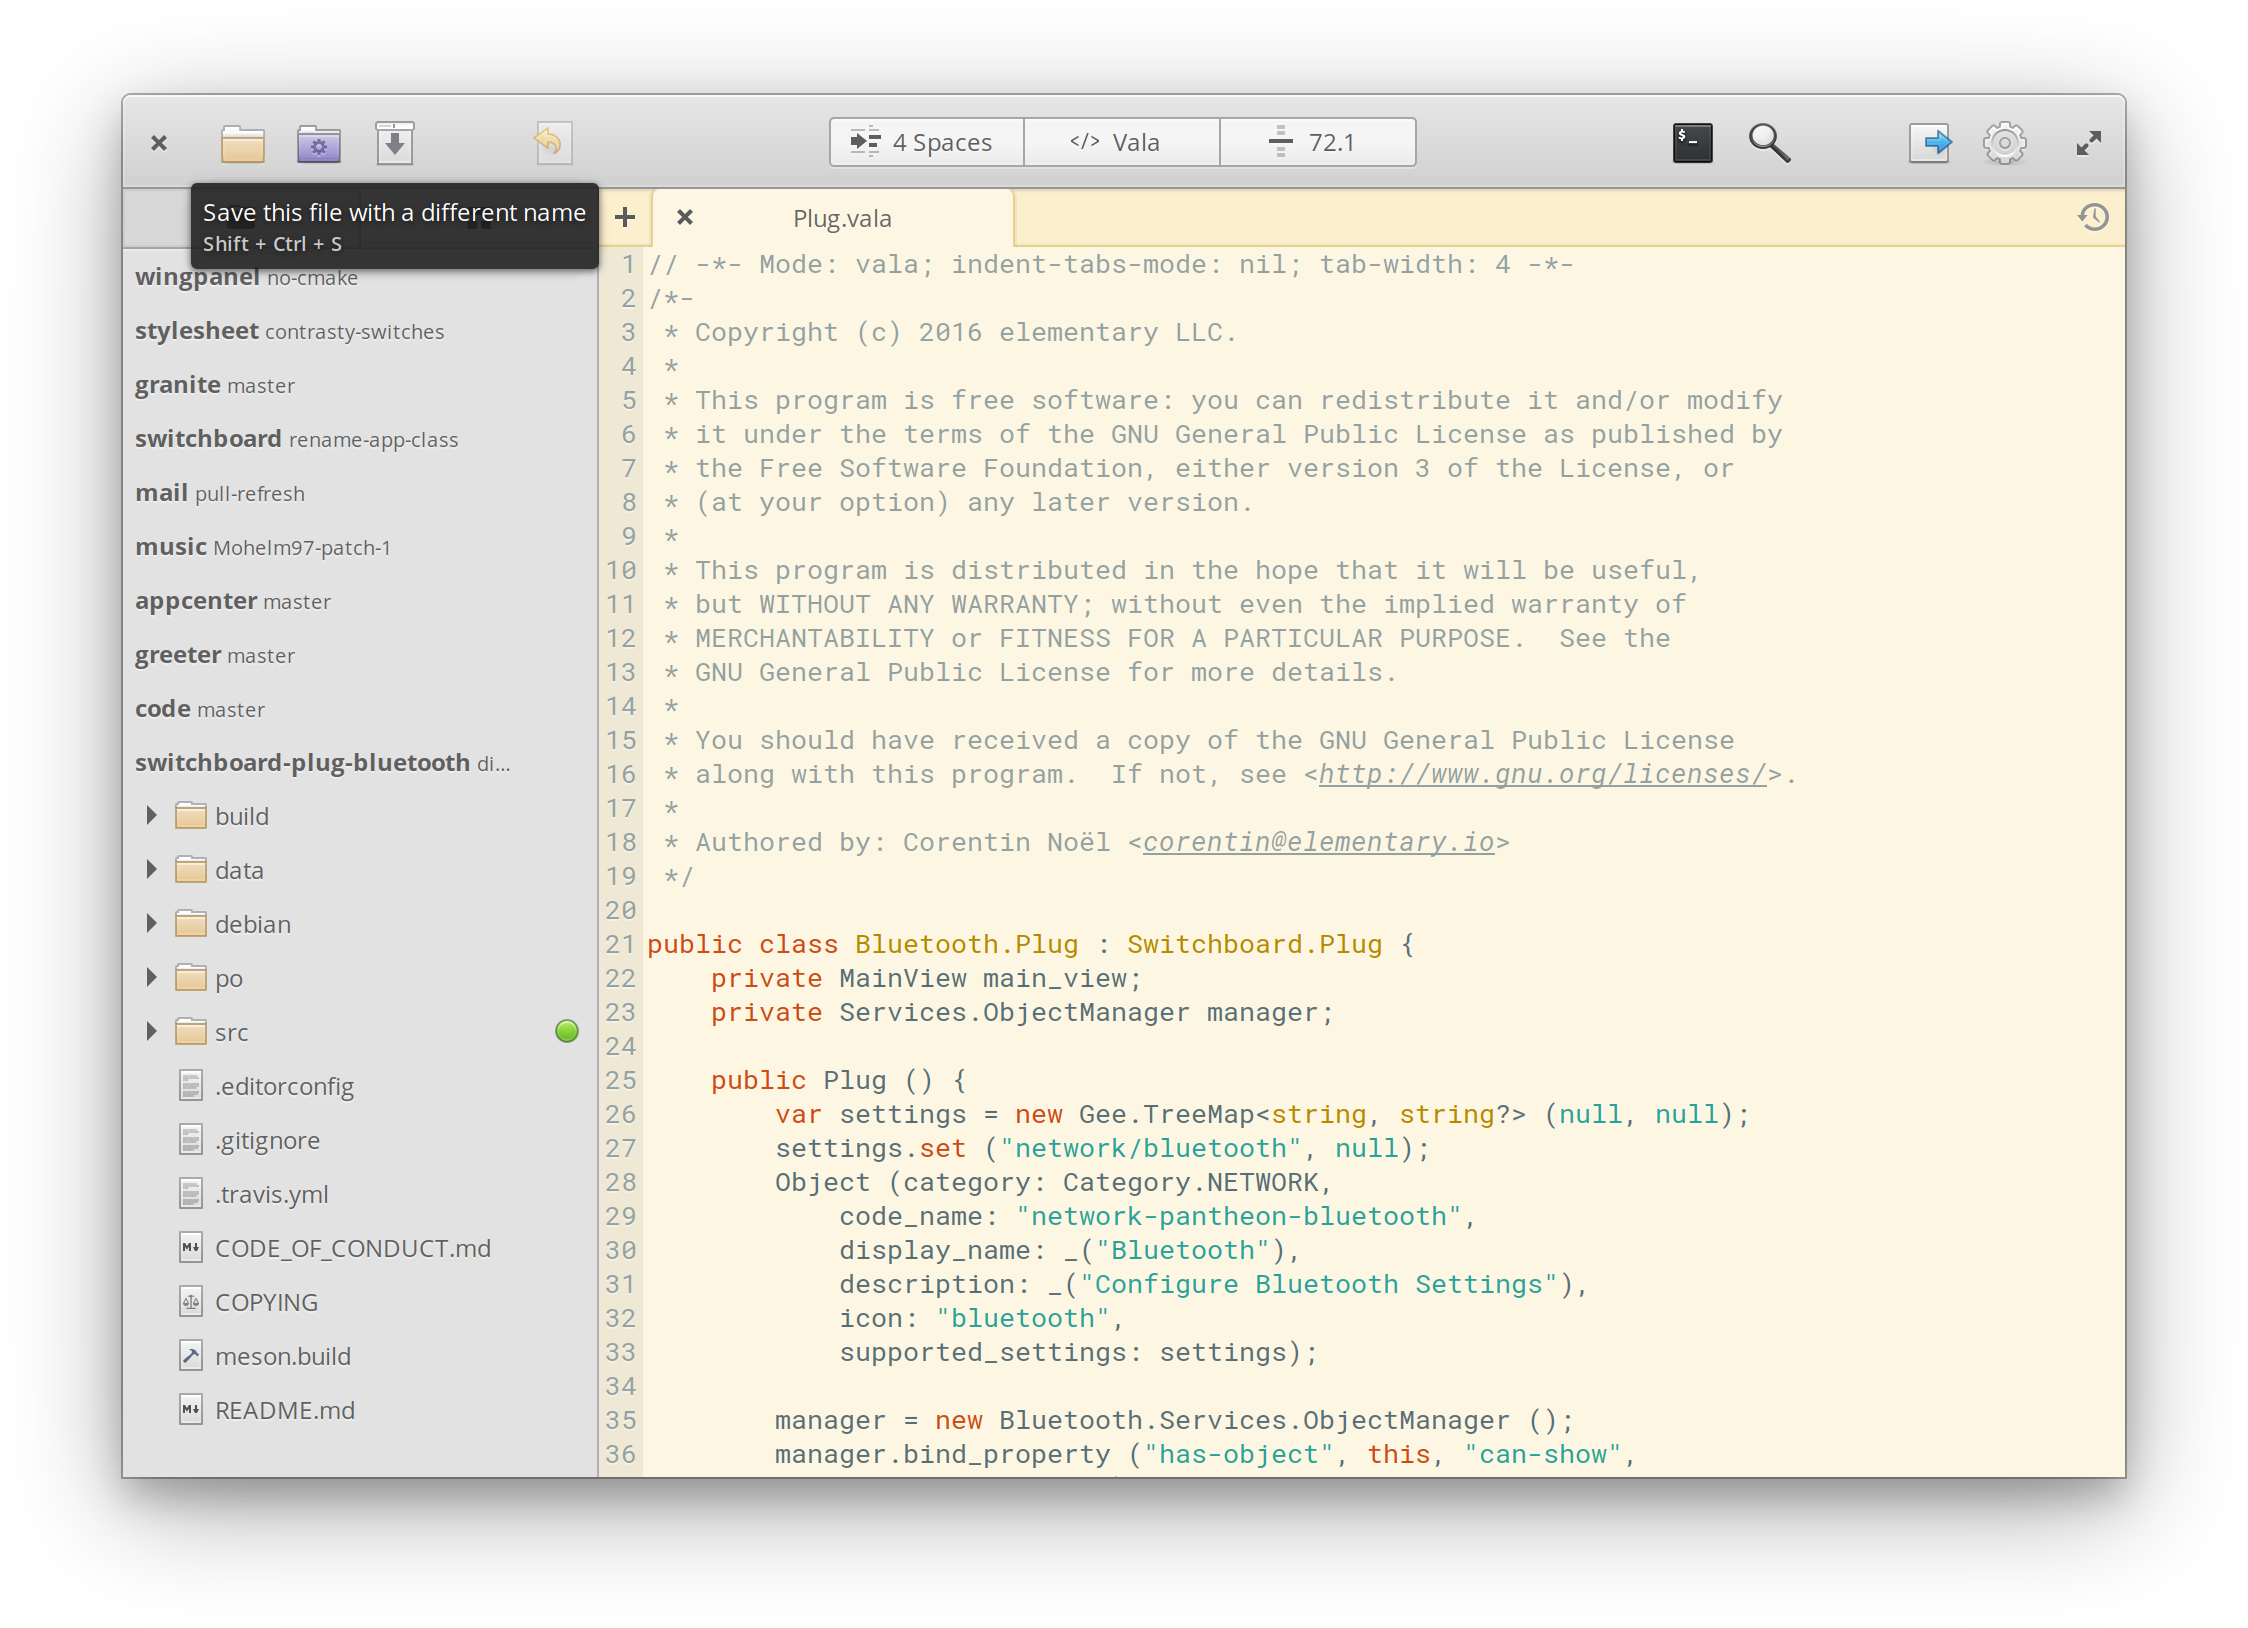 4 Spaces
</> Vala
72.1
$-
Save this file with a different name
Shift + Ctrl + S
Plug.vala
wingpanel no-cmake
stylesheet contrasty-switches
granite master
switchboard rename-app-class
mail pull-refresh
music Mohelm97-patch-1
appcenter master
greeter master
code master
switchboard-plug-bluetooth di...
build
data
debian
po
src
.editorconfig
.gitignore
.travis.yml
CODE_OF_CONDUCT.md
COPYING
meson.build
README.md
1 // -*- Mode: vala; indent-tabs-mode: nil; tab-width: 4 -*-
2 /*-
3  * Copyright (c) 2016 elementary LLC.
4  *
5  * This program is free software: you can redistribute it and/or modify
6  * it under the terms of the GNU General Public License as published by
7  * the Free Software Foundation, either version 3 of the License, or
8  * (at your option) any later version.
9  *
10  * This program is distributed in the hope that it will be useful,
11  * but WITHOUT ANY WARRANTY; without even the implied warranty of
12  * MERCHANTABILITY or FITNESS FOR A PARTICULAR PURPOSE.  See the
13  * GNU General Public License for more details.
14  *
15  * You should have received a copy of the GNU General Public License
16  * along with this program.  If not, see <http://www.gnu.org/licenses/>.
17  *
18  * Authored by: Corentin Noël <corentin@elementary.io>
19  */
20
21 public class Bluetooth.Plug : Switchboard.Plug {
22     private MainView main_view;
23     private Services.ObjectManager manager;
24
25     public Plug () {
26         var settings = new Gee.TreeMap<string, string?> (null, null);
27         settings.set ("network/bluetooth", null);
28         Object (category: Category.NETWORK,
29             code_name: "network-pantheon-bluetooth",
30             display_name: _("Bluetooth"),
31             description: _("Configure Bluetooth Settings"),
32             icon: "bluetooth",
33             supported_settings: settings);
34
35         manager = new Bluetooth.Services.ObjectManager ();
36         manager.bind_property ("has-object", this, "can-show",